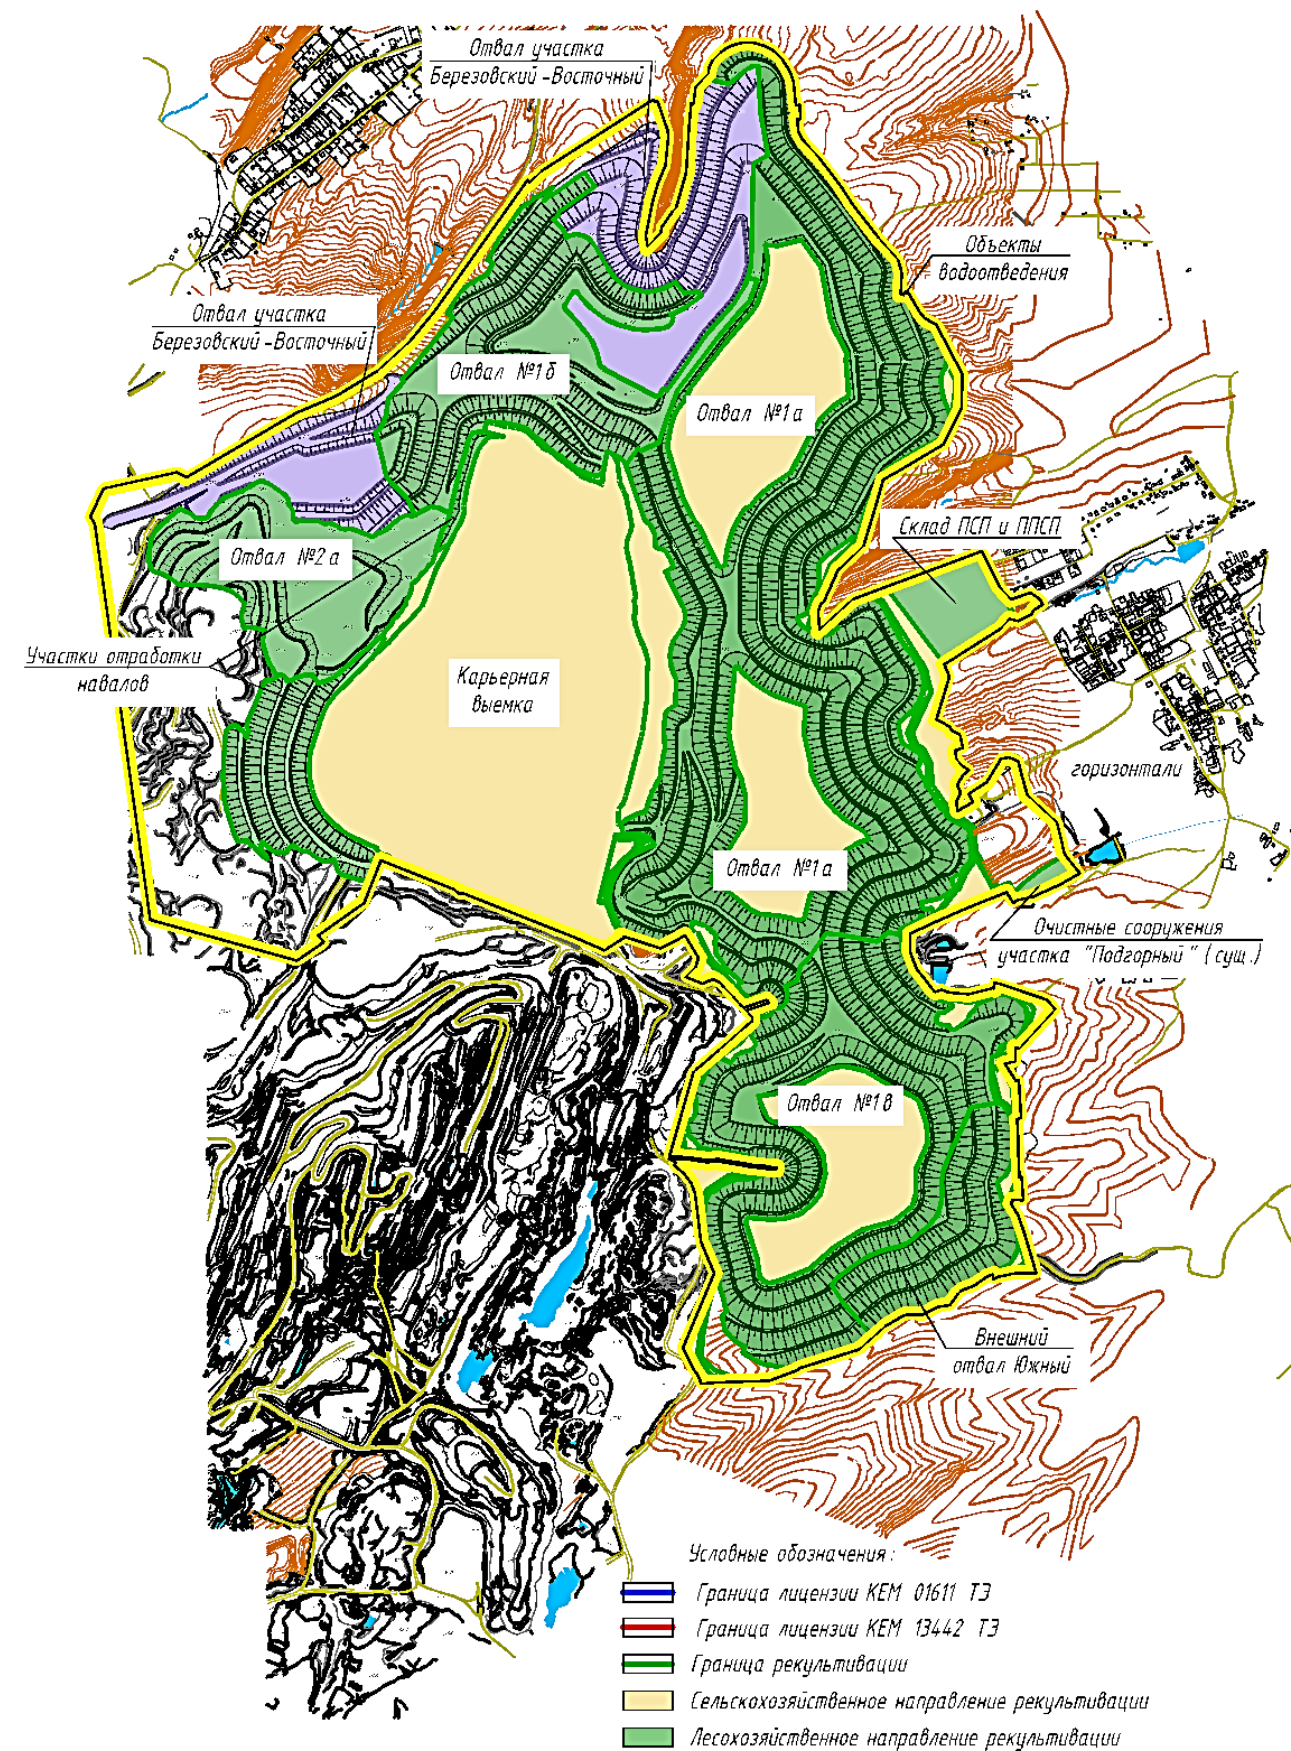 Отвал участка
Березовский-Восточный
Объекты
водоотведения
Отвал участка
Березовский-Восточный
Отвал №1б
Отвал №1а
Склад ПСП и ППСП
Отвал №2а
Участки отработки
навалов
Карьерная
выемка
горизонтали
Отвал №1а
Очистные сооружения
участка "Подгорный" (сущ.)
Отвал №1в
Внешний
отвал Южный
Условные обозначения:
Граница лицензии КЕМ 01611 ТЭ
Граница лицензии КЕМ 13442 ТЭ
Граница рекультивации
Сельскохозяйственное направление рекультивации
Лесохозяйственное направление рекультивации